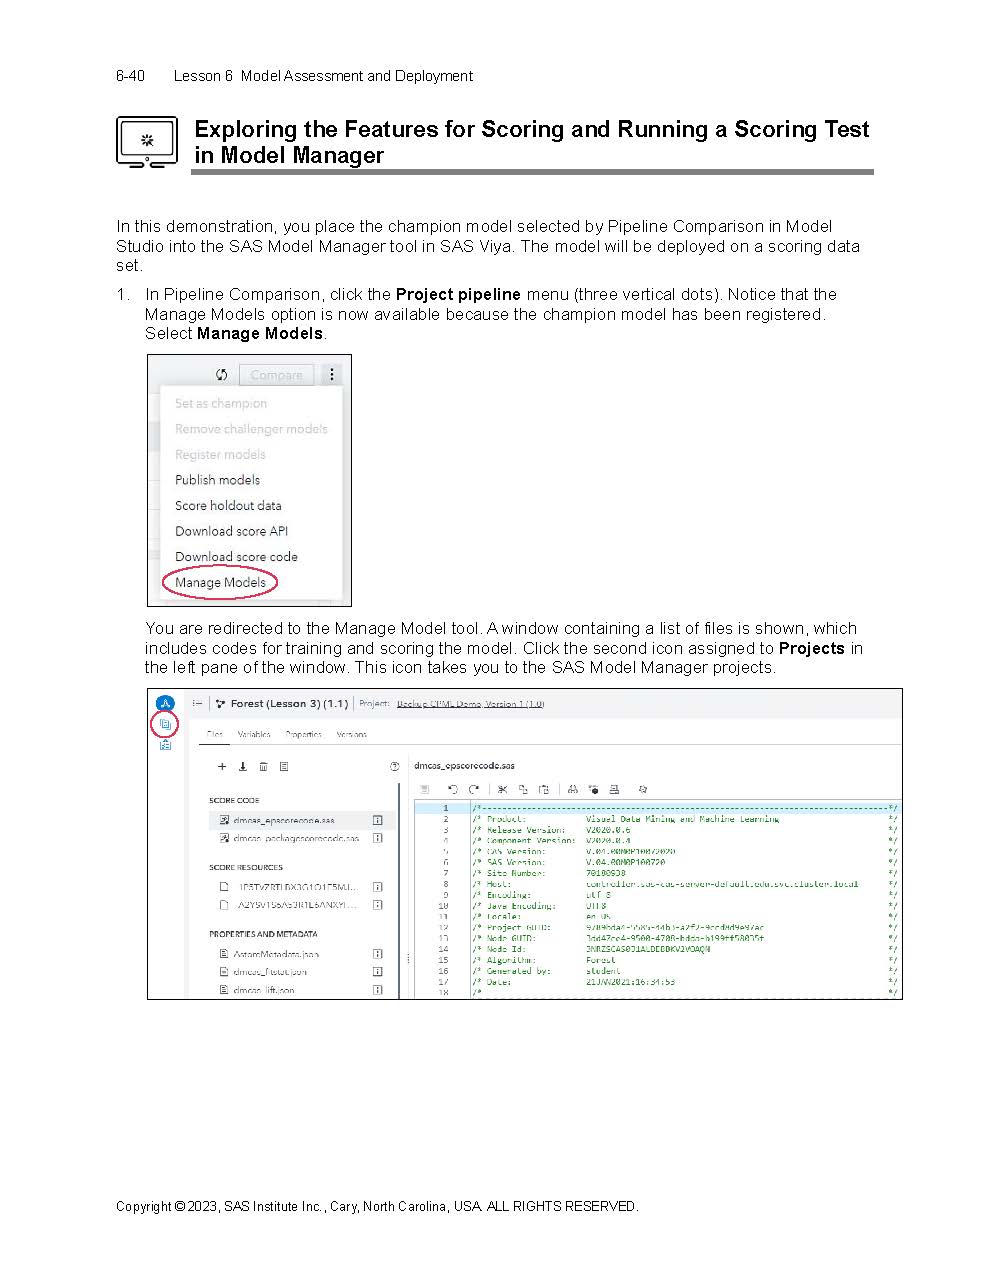 6-40 Lesson 6 Model Assessment and Deployment
Exploring the Features for Scoring and Running a Scoring Test
in Model Manager
In this demonstration, you place the champion model selected by Pipeline Comparison in Model
Studio into the SAS Model Manager tool in SAS Viya. The model will be deployed on a scoring data
set.
1. In Pipeline Comparison, click the Project pipeline menu (three vertical dots). Notice that the
Manage Models option is now available because the champion model has been registered.
Select Manage Models.
Compare
Set as champion
Remove challenger models
Register models
Publish models
Score holdout data
Download score API
Download score code
Manage Models
You are redirected to the Manage Model tool. A window containing a list of files is shown, which
includes codes for training and scoring the model. Click the second icon assigned to Projects in
the left pane of the window. This icon takes you to the SAS Model Manager projects.
Forest (Lesson 3) (1.1) Project: Backup CPML Demo, Version 1 (1.0)
Files Variables Properties Versions
dmcas_epscorecode.sas
SCORE CODE
dmcas_epscorecode.sas
dmcas_packagescorecode.sas
SCORE RESOURCES
PROPERTIES AND METADATA
AstoreMetadata.json
dmcas_fitstat.json
dmcas_lift.json
1 /*------------------------------------------------------------------------------------*/
2 /* Product: Visual Data Mining and Machine Learning */
3 /* Release Version: V2020.0.6 */
4 /* Component Version: V2020.0.4 */
5 /* CAS Version: V.04.00M0P10072020 */
6 /* SAS Version: V.04.00M0P100720 */
7 /* Site Number: 70180938 */
8 /* Host: controller.sas-cas-server-default.edu.svc.cluster.local */
9 /* Encoding: utf-8 */
10 /* Java Encoding: UTF8 */
11 /* Locale: en_US */
12 /* Project GUID: */
13 /* Node GUID: */
14 /* Node Id: */
15 /* Algorithm: Forest */
16 /* Generated by: student */
17 /* Date: 21JAN2021:16:34:53 */
18 /* */
Copyright © 2023, SAS Institute Inc., Cary, North Carolina, USA. ALL RIGHTS RESERVED.